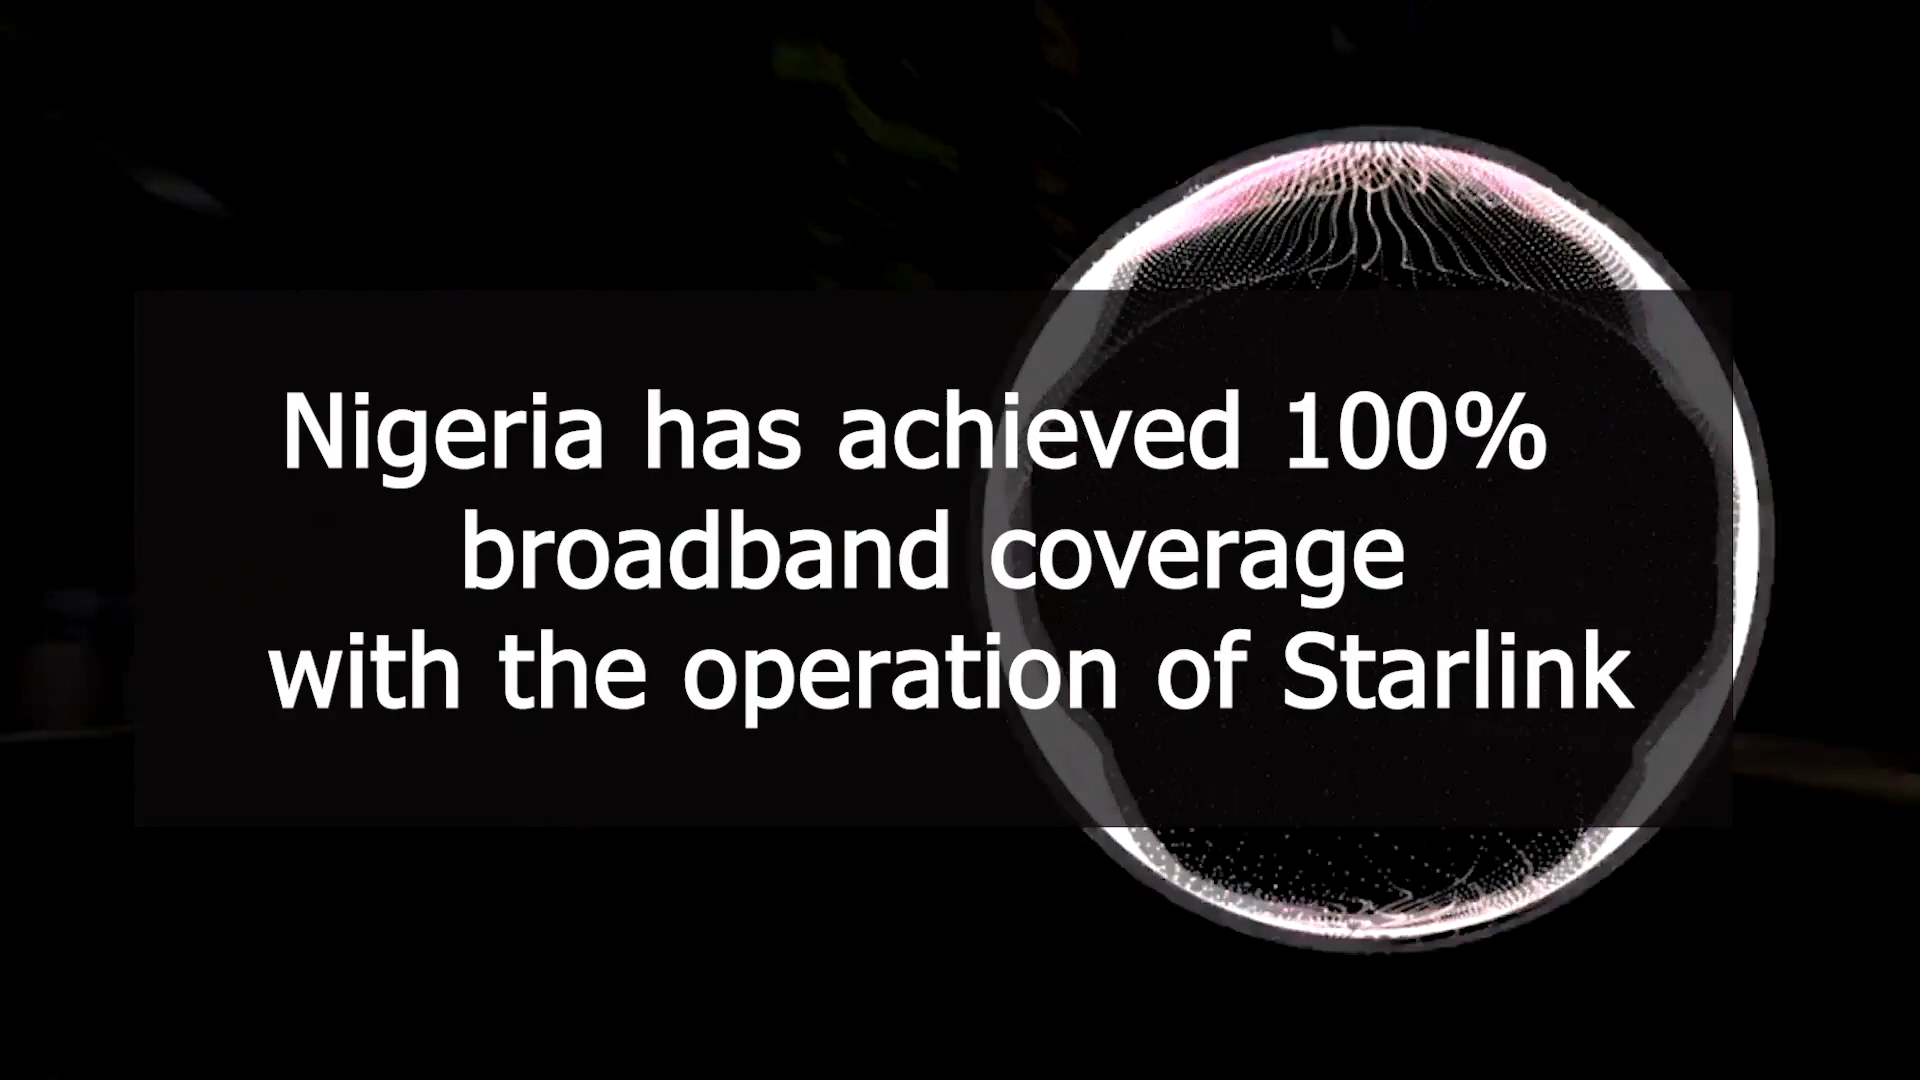 Nigeria has achieved 100%
broadband coverage
with the operation of Starlink